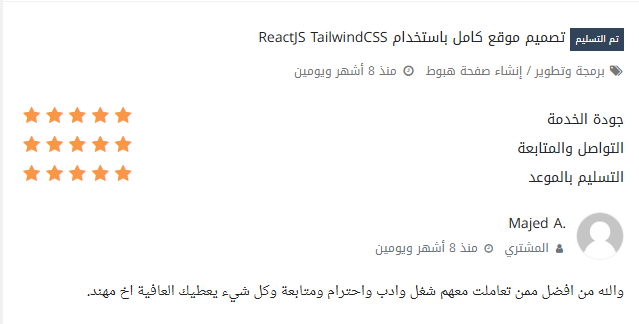 تم التسليم تصميم موقع كامل باستخدام ReactJS TailwindCSS
برمجة وتطوير / إنشاء صفحة هبوط منذ 8 أشهر ويومين
جودة الخدمة
التواصل والمتابعة
التسليم بالموعد
Majed A.
المشتري منذ 8 أشهر ويومين
والله من افضل ممن تعاملت معهم شغل وادب واحترام ومتابعة وكل شيء يعطيك العافية اخ مهند.